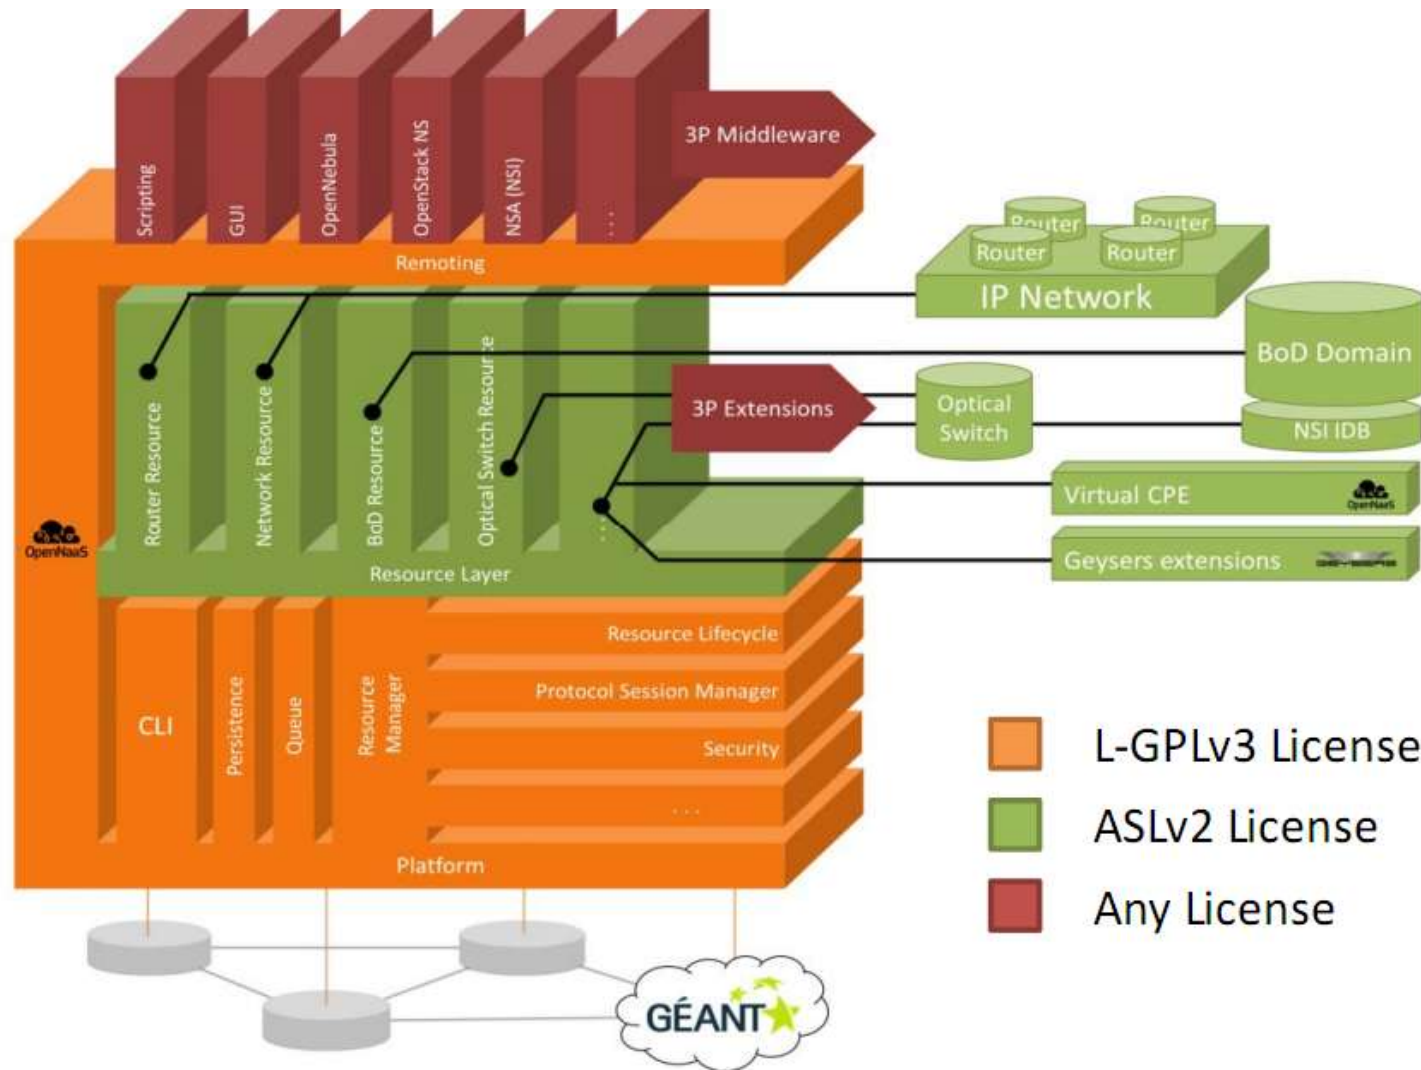 Scripting
GUI
OpenNebula
OpenStack NS
NSA (NSI)
. . .
3P Middleware
Remoting
Router
Router
Router
Router
IP Network
BoD Domain
NSI IDB
Optical
Switch
3P Extensions
Virtual CPE
OpenNaaS
Geysers extensions
Router Resource
Network Resource
BoD Resource
Optical Switch Resource
. . .
OpenNaaS
Resource Layer
CLI
Persistence
Queue
Resource
Manager
Resource Lifecycle
Protocol Session Manager
Security
. . .
Platform
L-GPLv3 License
ASLv2 License
Any License
GÉANT